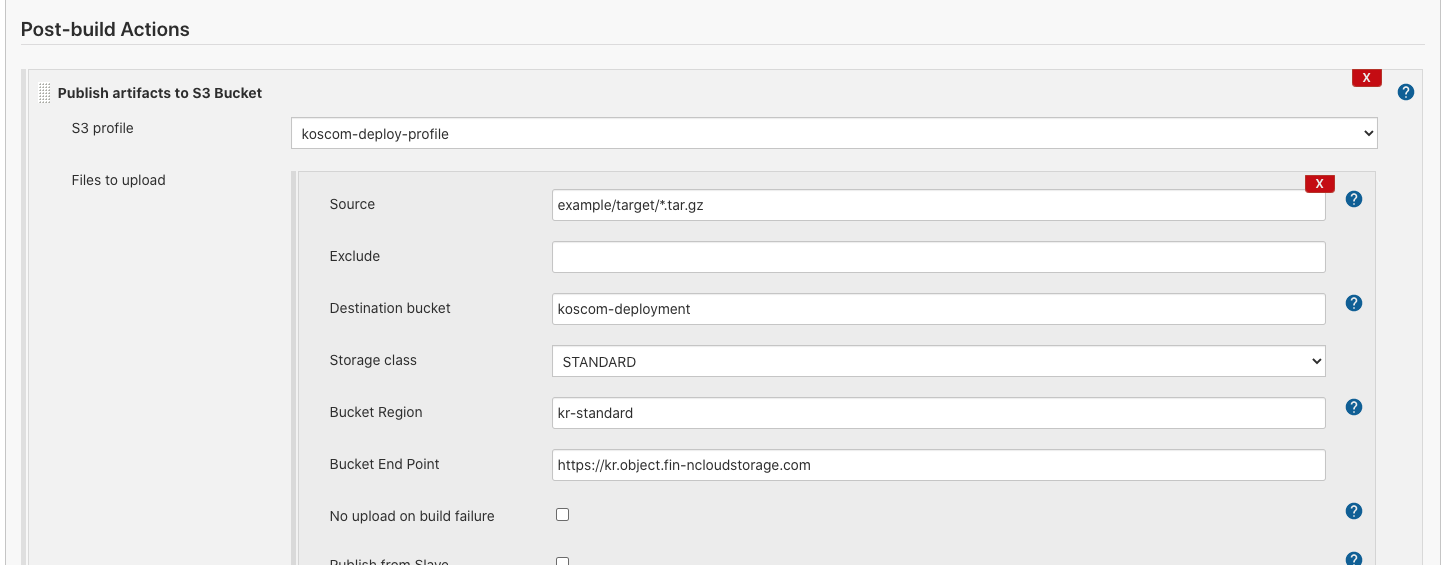 Post-build Actions
X
Publish artifacts to S3 Bucket
?
S3 profile
koscom-deploy-profile
Files to upload
X
Source
example/target/*.tar.gz
?
Exclude
Destination bucket
koscom-deployment
?
Storage class
STANDARD
Bucket Region
kr-standard
?
Bucket End Point
https://kr.object.fin-ncloudstorage.com
No upload on build failure
?
Publish from Slave
?